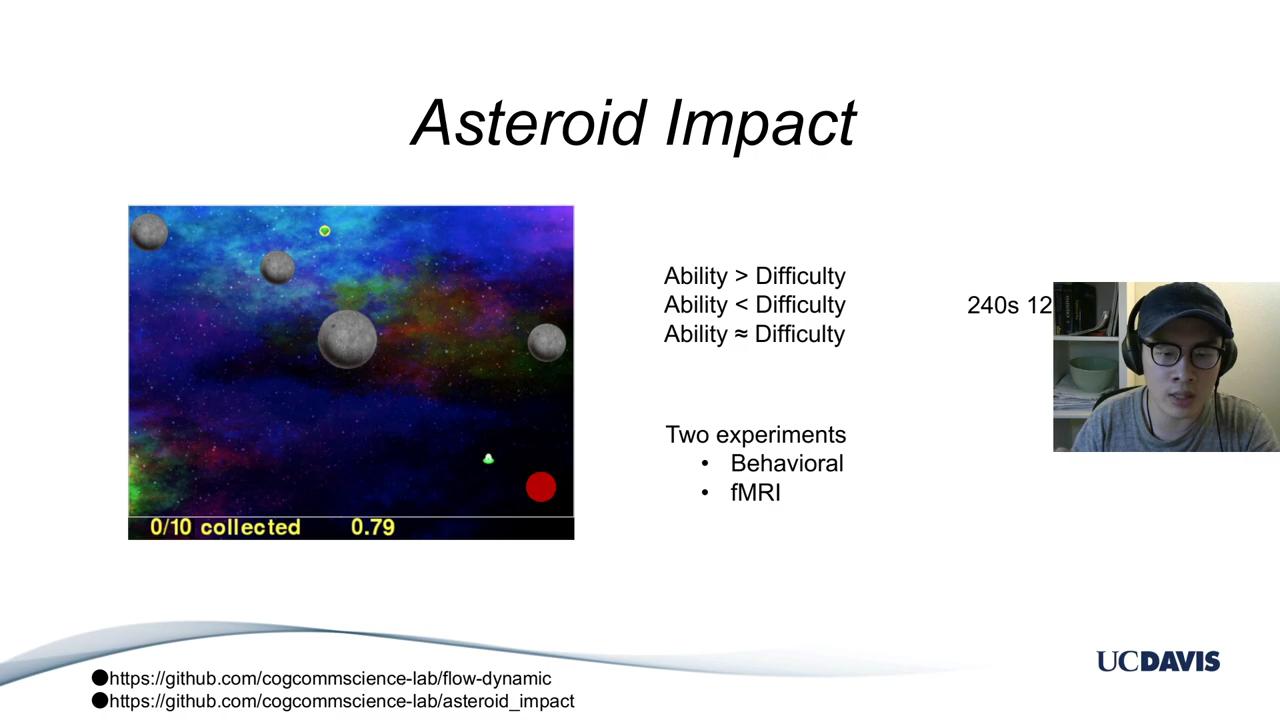 Asteroid Impact
Ability > Difficulty
Ability < Difficulty
Ability ≈ Difficulty
240s 12
Two experiments
• Behavioral
• fMRI
0/10 collected 0.79
UCDAVIS
●https://github.com/cogcommscience-lab/flow-dynamic
●https://github.com/cogcommscience-lab/asteroid_impact